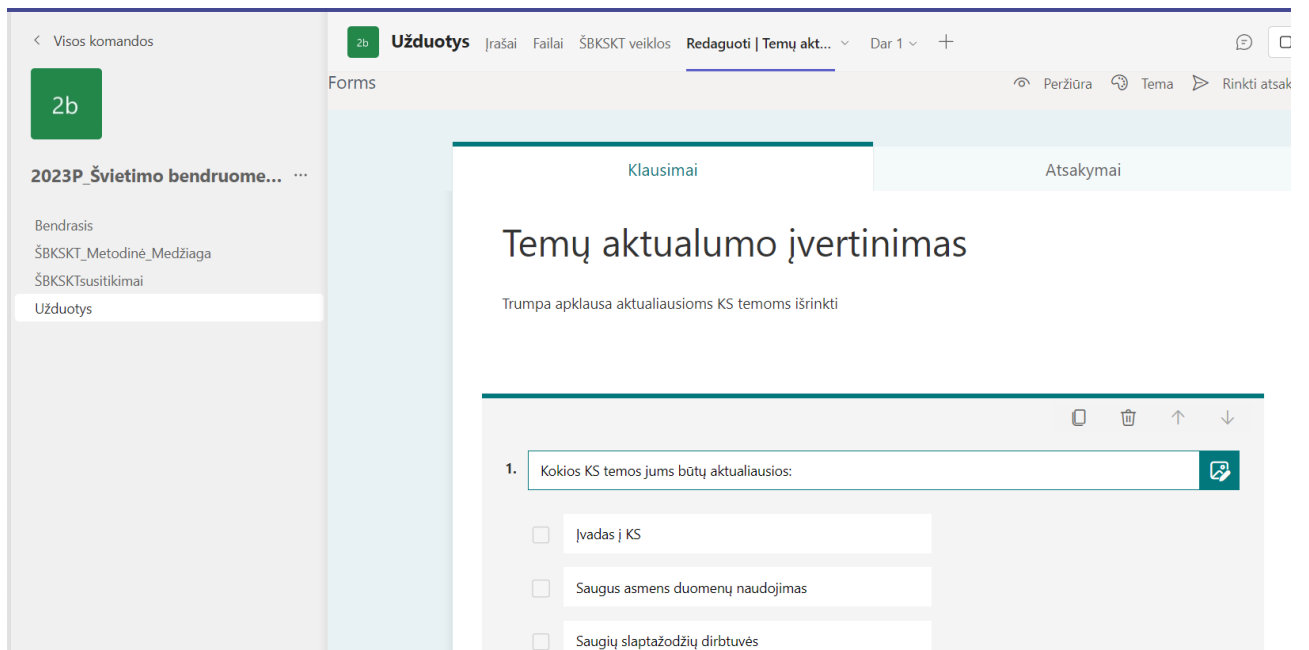 Visos komandos
2b
2023P_Švietimo bendruome... ...
Bendrasis
ŠBKSKT_Metodinė_Medžiaga
ŠBKSKTsusitikimai
Užduotys
2b Užduotys Įrašai Failai ŠBKSKT veiklos Redaguoti | Temų akt... Dar 1
Forms Peržiūra Tema Rinkti atsak
Klausimai Atsakymai
Temų aktualumo įvertinimas
Trumpa apklausa aktualiausioms KS temoms išrinkti
1. Kokios KS temos jums būtų aktualiausios:
Įvadas į KS
Saugus asmens duomenų naudojimas
Saugių slaptažodžių dirbtuvės